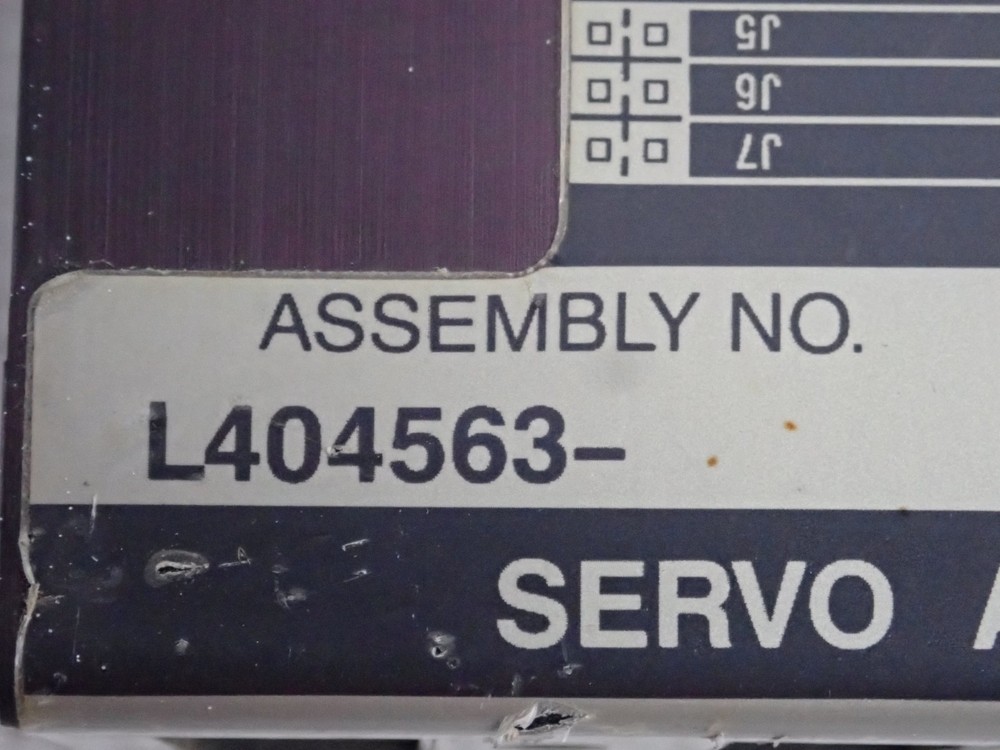 J5
J6
J7
ASSEMBLY NO.
L404563–
SERVO